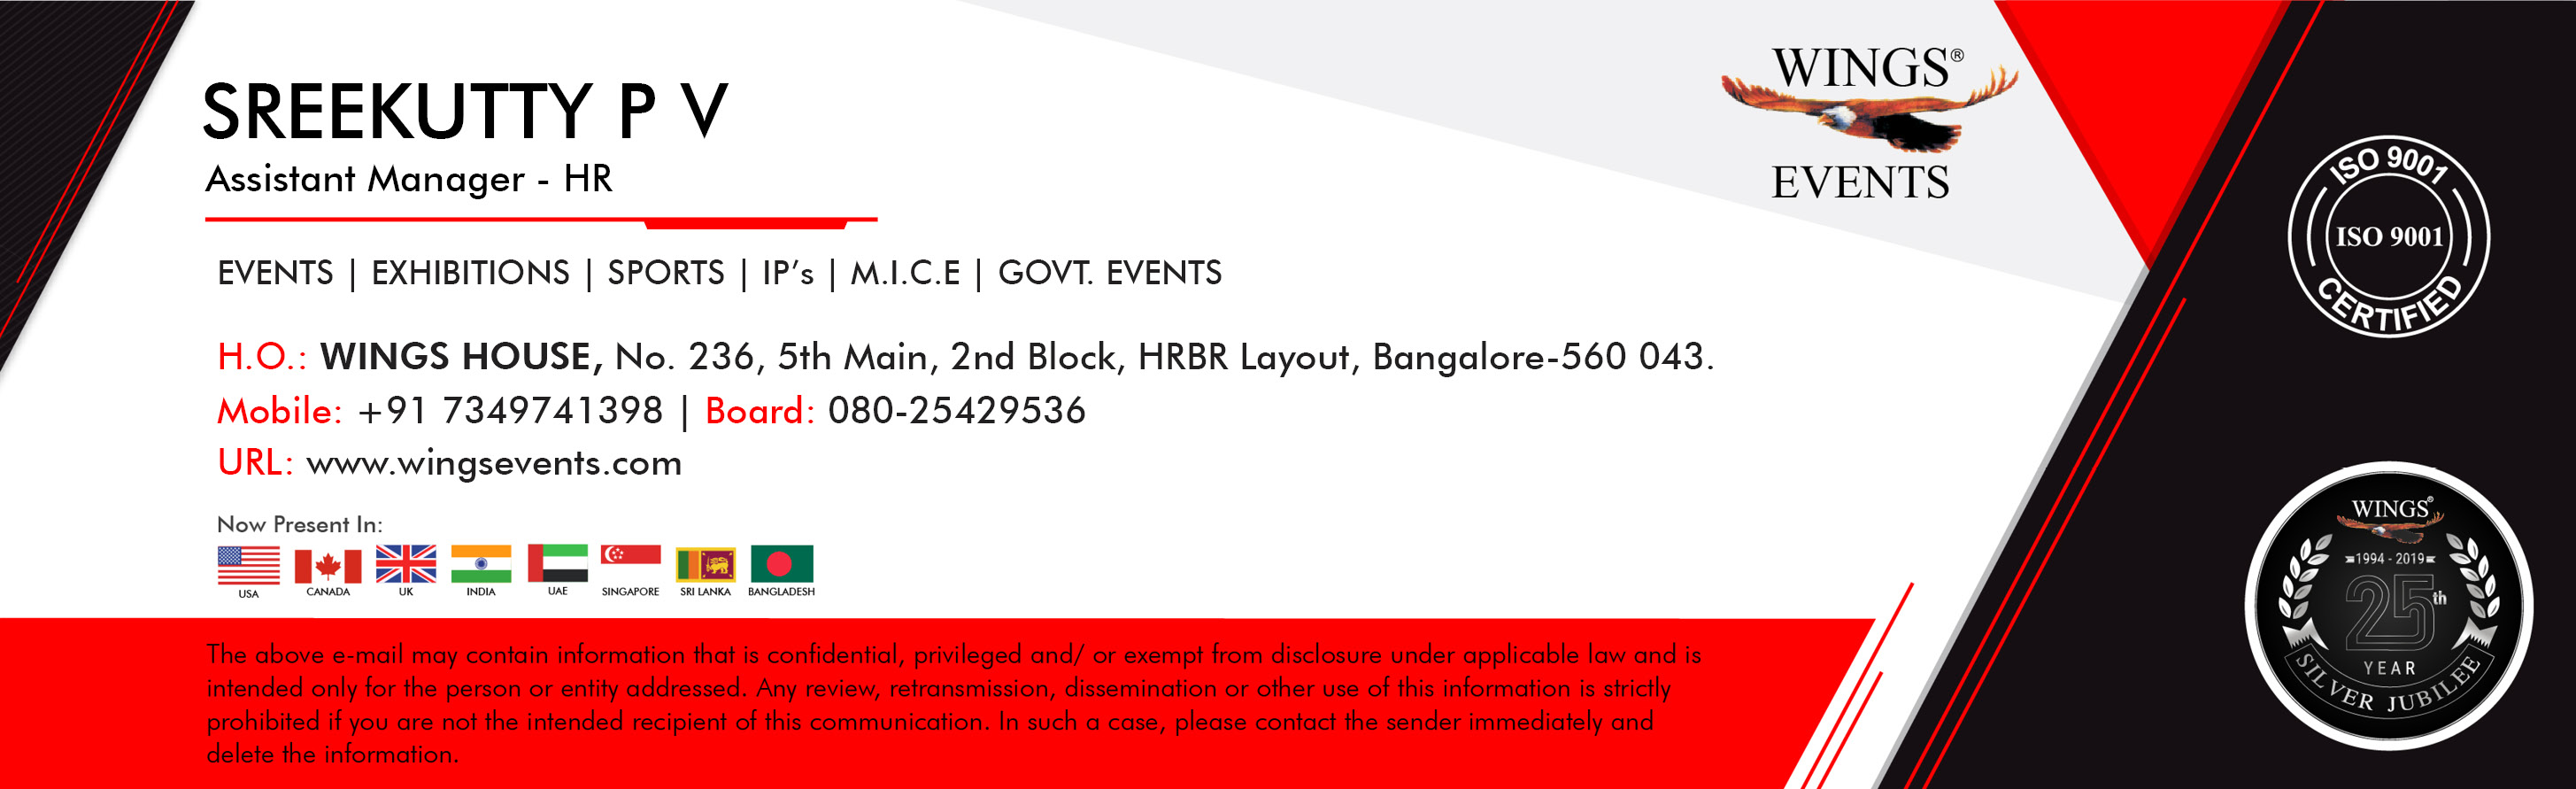 SREEKUTTY P V
Assistant Manager - HR
EVENTS | EXHIBITIONS | SPORTS | IP’s | M.I.C.E | GOVT. EVENTS
H.O.: WINGS HOUSE, No. 236, 5th Main, 2nd Block, HRBR Layout, Bangalore-560 043.
Mobile: +91 7349741398 | Board: 080-25429536
URL: www.wingsevents.com
Now Present In:
USA CANADA UK INDIA UAE SINGAPORE SRI LANKA BANGLADESH
The above e-mail may contain information that is confidential, privileged and/ or exempt from disclosure under applicable law and is
intended only for the person or entity addressed. Any review, retransmission, dissemination or other use of this information is strictly
prohibited if you are not the intended recipient of this communication. In such a case, please contact the sender immediately and
delete the information.
WINGS®
EVENTS
ISO 9001
ISO 9001
CERTIFIED
WINGS®
1994 - 2019
25th
YEAR
SILVER JUBILEE